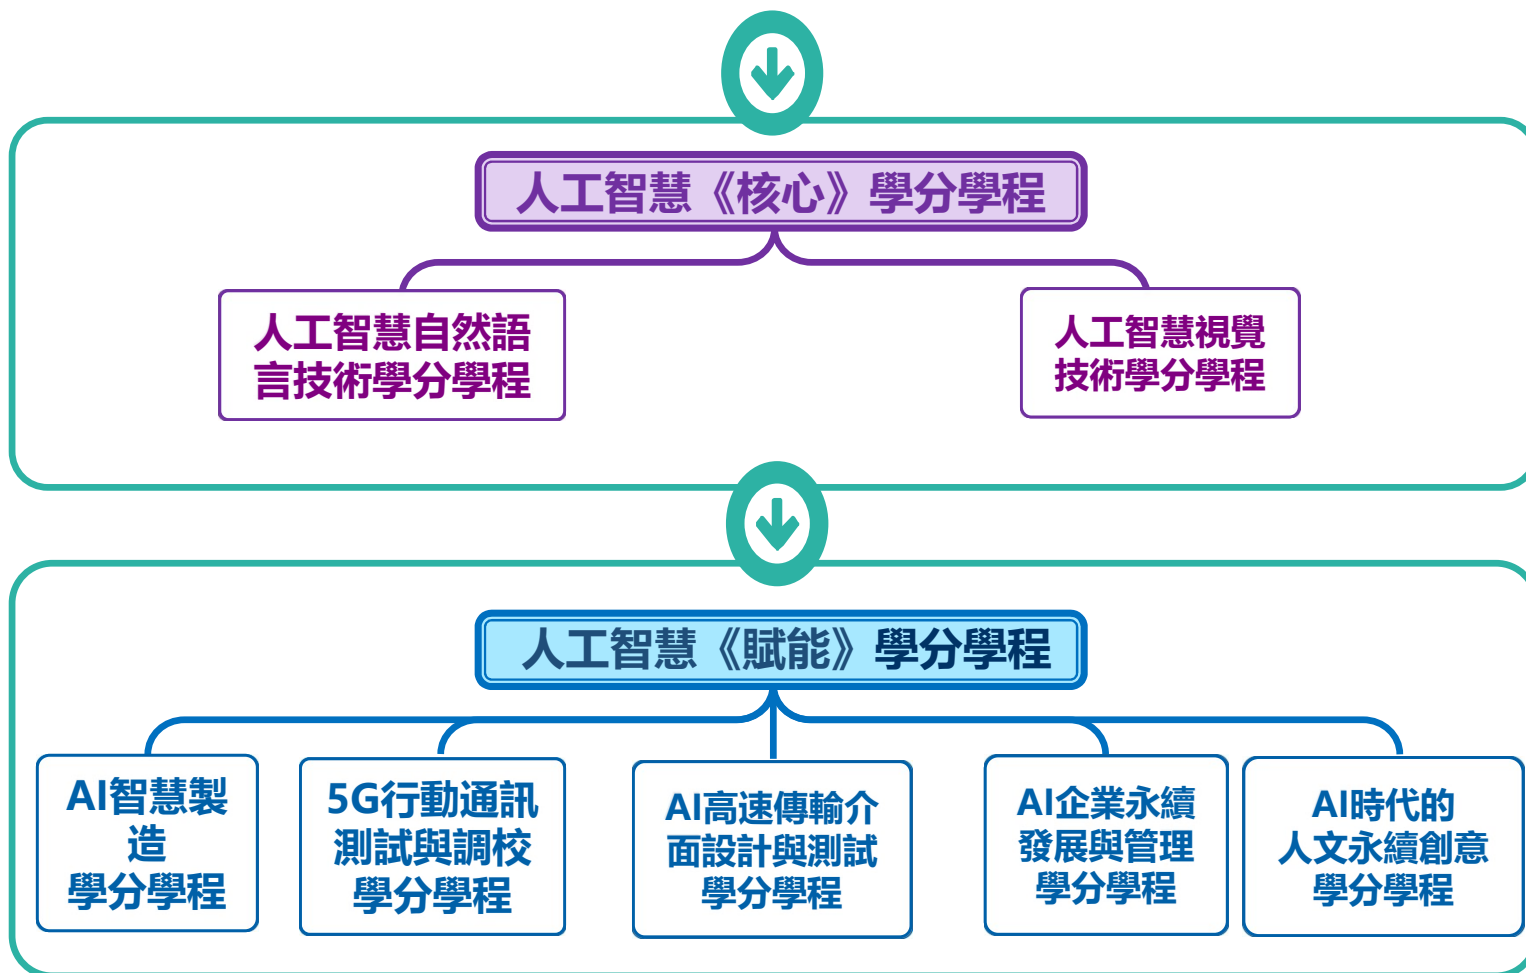 人工智慧《核心》學分學程
人工智慧自然語
言技術學分學程
人工智慧視覺
技術學分學程
人工智慧《賦能》學分學程
AI智慧製
造
學分學程
5G行動通訊
測試與調校
學分學程
AI高速傳輸介
面設計與測試
學分學程
AI企業永續
發展與管理
學分學程
AI時代的
人文永續創意
學分學程